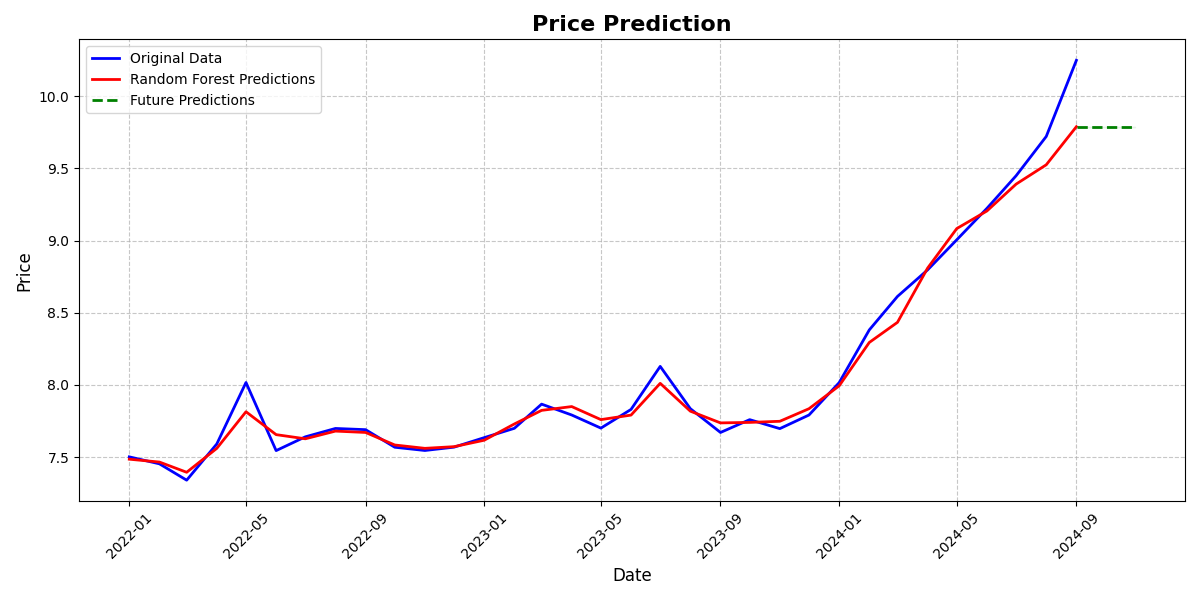 Price Prediction
Original Data
Random Forest Predictions
Future Predictions
Price
10.0
9.5
9.0
8.5
8.0
7.5
2022-01
2022-05
2022-09
2023-01
2023-05
2023-09
2024-01
2024-05
2024-09
Date